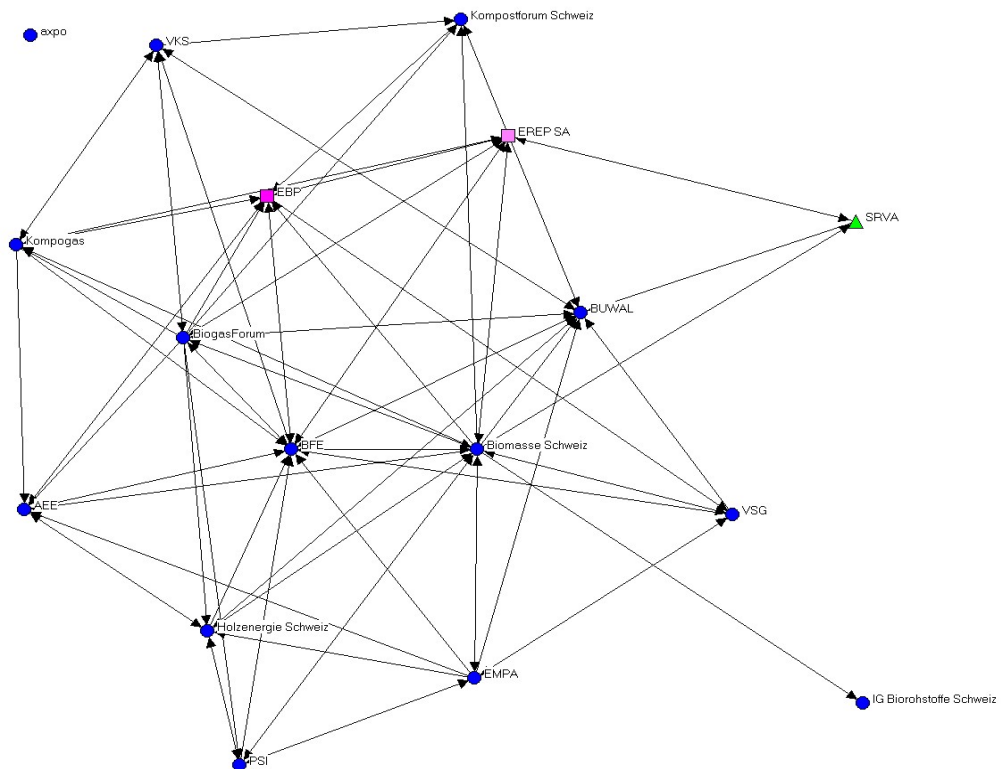 Kompostforum Schweiz
axpo
VKS
EREP SA
EBP
SRVA
Kompogas
BUWAL
BiogasForum
BFE
Biomasse Schweiz
AEE
VSG
Holzenergie Schweiz
EMPA
IG Biorohstoffe Schweiz
PSI